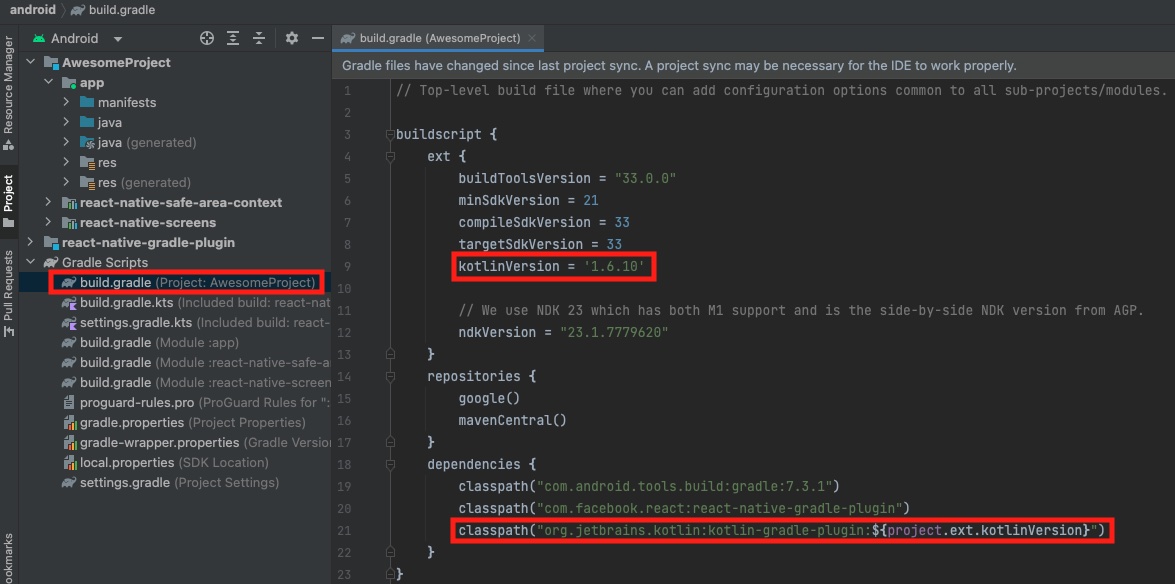 android
build.gradle
Android
build.gradle (AwesomeProject)
Resource Manager
Project
Pull Requests
ookmarks
AwesomeProject
app
manifests
java
java (generated)
res
res (generated)
react-native-safe-area-context
react-native-screens
react-native-gradle-plugin
Gradle Scripts
build.gradle (Project: AwesomeProject)
build.gradle.kts (Included build: react-nat
settings.gradle.kts (Included build: react-
build.gradle (Module :app)
build.gradle (Module :react-native-safe-a
build.gradle (Module :react-native-screen
proguard-rules.pro (ProGuard Rules for ":
gradle.properties (Project Properties)
gradle-wrapper.properties (Gradle Versio
local.properties (SDK Location)
settings.gradle (Project Settings)
Gradle files have changed since last project sync. A project sync may be necessary for the IDE to work properly.
1 // Top-level build file where you can add configuration options common to all sub-projects/modules.
2
3 buildscript {
4 ext {
5 buildToolsVersion = "33.0.0"
6 minSdkVersion = 21
7 compileSdkVersion = 33
8 targetSdkVersion = 33
9 kotlinVersion = '1.6.10'
10
11 // We use NDK 23 which has both M1 support and is the side-by-side NDK version from AGP.
12 ndkVersion = "23.1.7779620"
13 }
14 repositories {
15 google()
16 mavenCentral()
17 }
18 dependencies {
19 classpath("com.android.tools.build:gradle:7.3.1")
20 classpath("com.facebook.react:react-native-gradle-plugin")
21 classpath("org.jetbrains.kotlin:kotlin-gradle-plugin:${project.ext.kotlinVersion}")
22 }
23 }